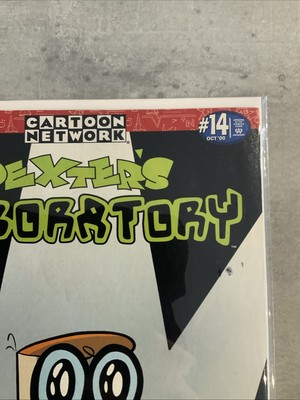 CARTOON
NETWORK
#14
OCT '00
DEXTER'S
BORATORY